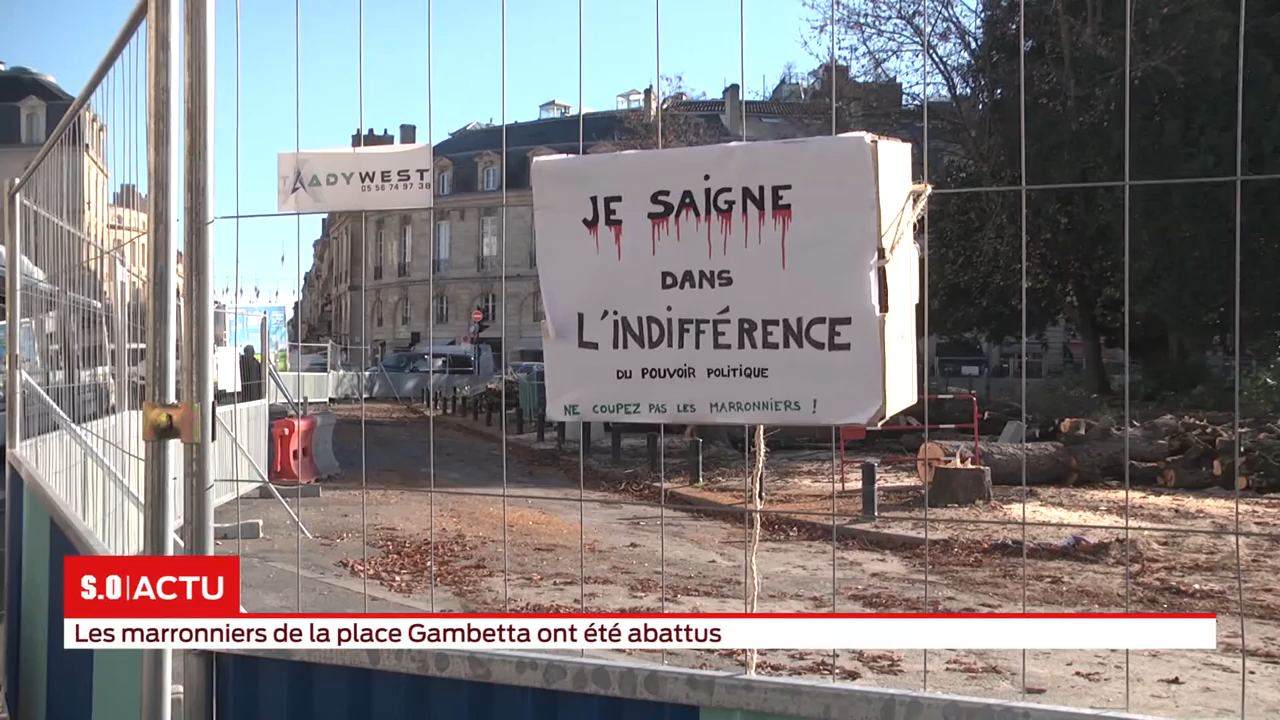 ADYWEST
05 56 74 97 38
JE SAIGNE
DANS
L'INDIFFÉRENCE
DU POUVOIR POLITIQUE
NE COUPEZ PAS LES MARRONNIERS !
S.O ACTU
Les marronniers de la place Gambetta ont été abattus